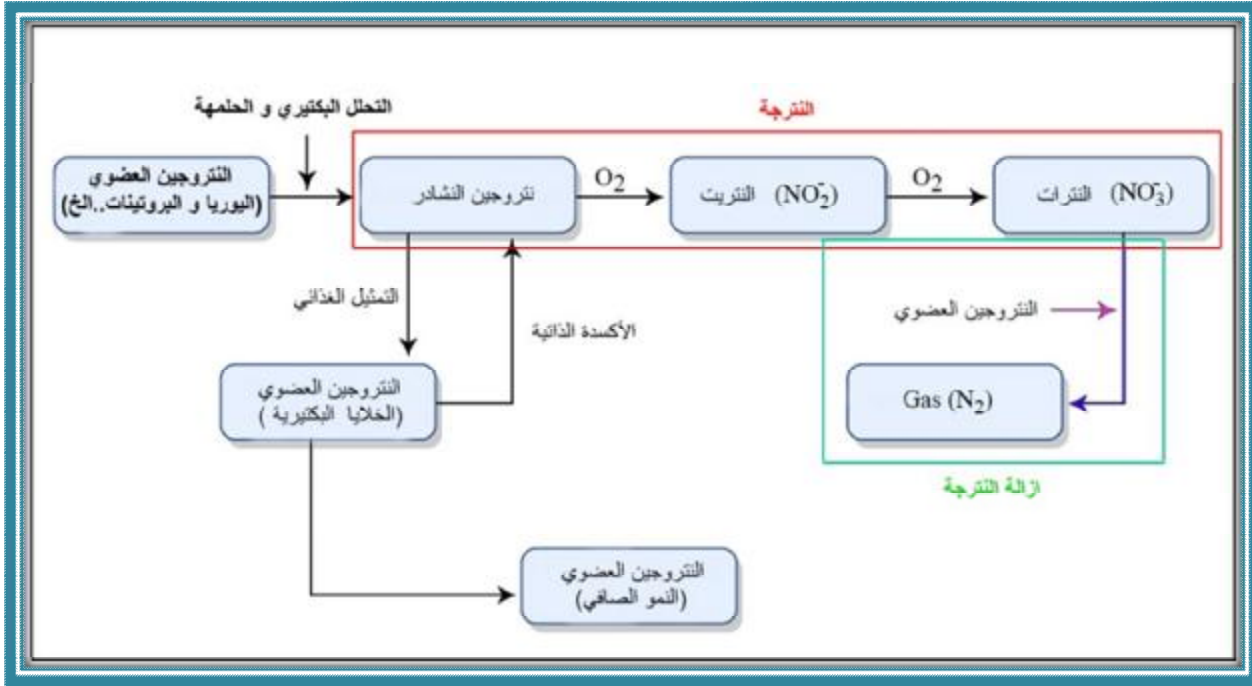 التحلل البكتيري و الحلمهة
النترجة
النتروجين العضوي
(اليوريا و البروتينات..الخ)
نتروجين النشادر
O₂
النتريت (NO₂⁻)
O₂
النترات (NO₃⁻)
التمثيل الغذائي
الأكسدة الذاتية
النتروجين العضوي
النتروجين العضوي
(الخلايا البكتيرية )
Gas (N₂)
ازالة النترجة
النتروجين العضوي
(النمو الصافي)